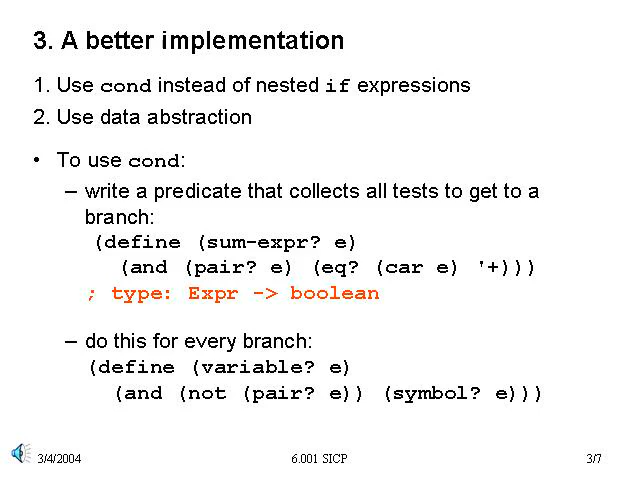 3. A better implementation
1. Use cond instead of nested if expressions
2. Use data abstraction
• To use cond:
– write a predicate that collects all tests to get to a
branch:
(define (sum-expr? e)
(and (pair? e) (eq? (car e) '+)))
; type: Expr -> boolean
– do this for every branch:
(define (variable? e)
(and (not (pair? e)) (symbol? e)))
3/4/2004 6.001 SICP 3/7